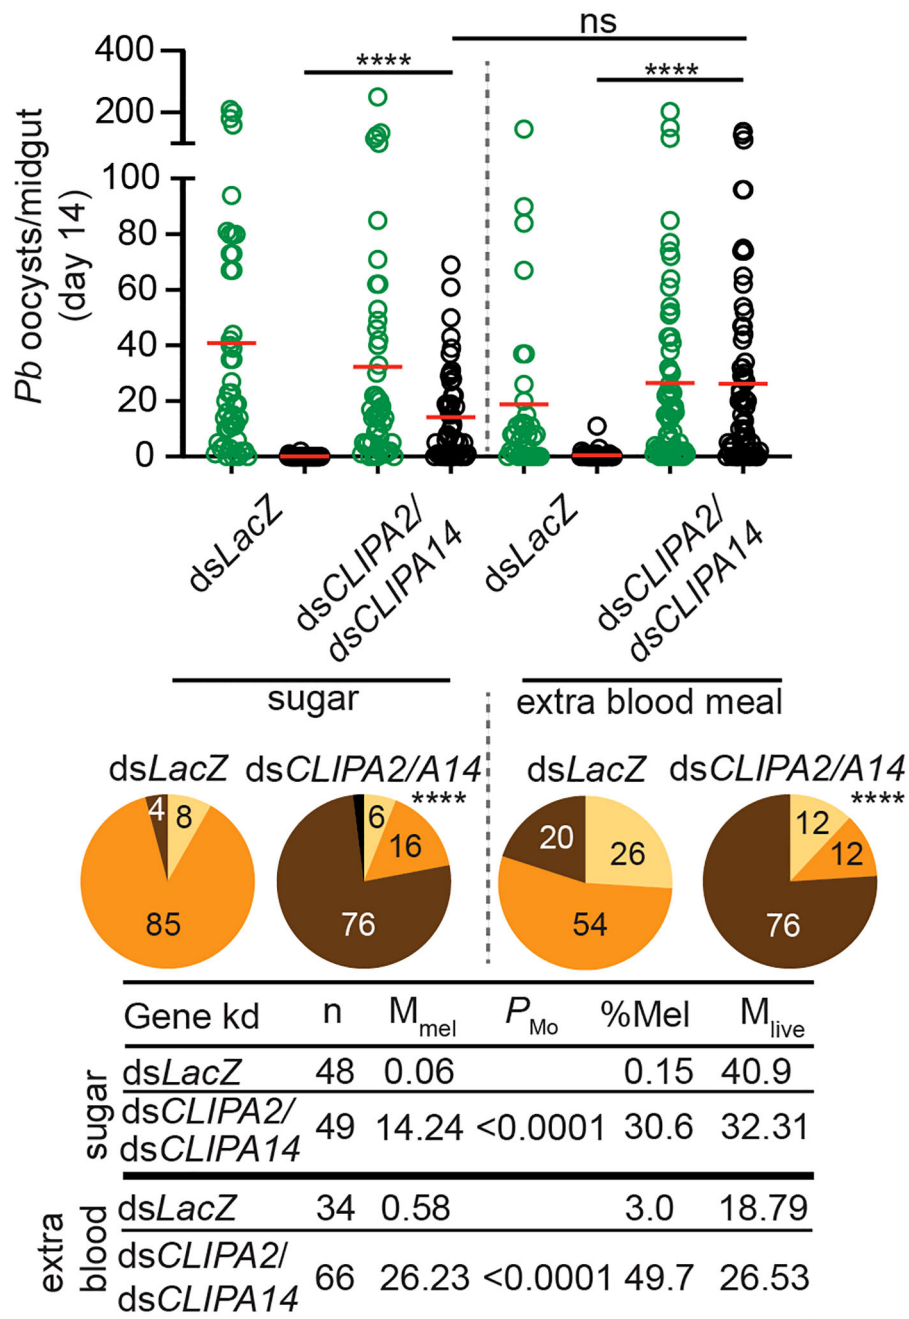 ns
****
****
400
200
100
80
60
40
20
0
Pb oocysts/midgut
(day 14)
dsLacZ
dsCLIPA2/
dsCLIPA14
dsLacZ
dsCLIPA2/
dsCLIPA14
sugar
extra blood meal
dsLacZ
dsCLIPA2/A14
dsLacZ
dsCLIPA2/A14
****
****
4
8
85
6
16
76
20
26
54
12
12
76
Gene kd n Mmel PMo %Mel Mlive
sugar
dsLacZ 48 0.06 0.15 40.9
dsCLIPA2/
dsCLIPA14 49 14.24 <0.0001 30.6 32.31
extra
blood
dsLacZ 34 0.58 3.0 18.79
dsCLIPA2/
dsCLIPA14 66 26.23 <0.0001 49.7 26.53